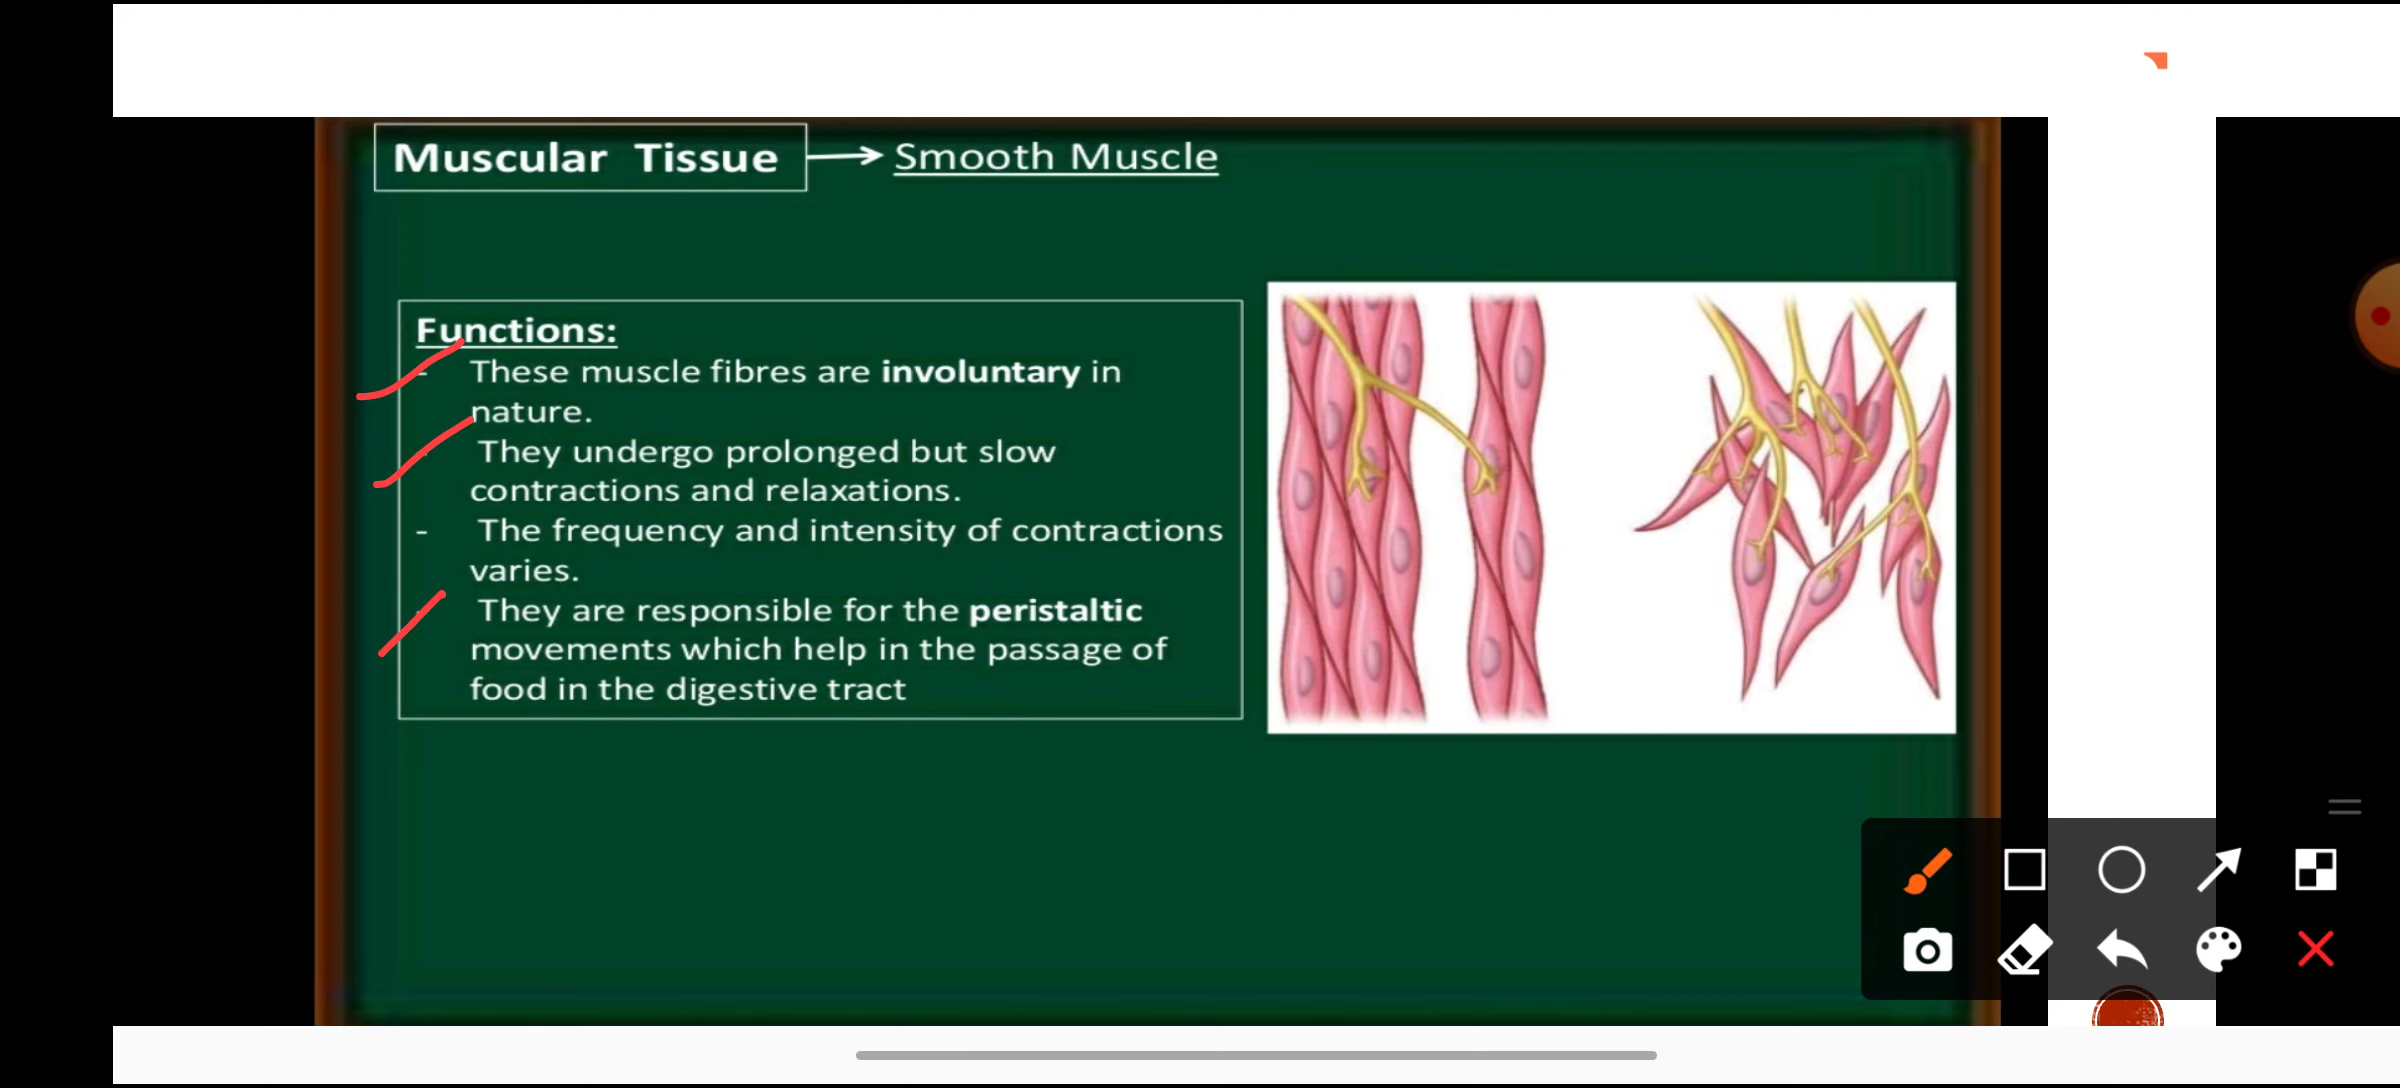 Muscular Tissue
Smooth Muscle
Functions:
- These muscle fibres are involuntary in
nature.
They undergo prolonged but slow
contractions and relaxations.
- The frequency and intensity of contractions
varies.
They are responsible for the peristaltic
movements which help in the passage of
food in the digestive tract